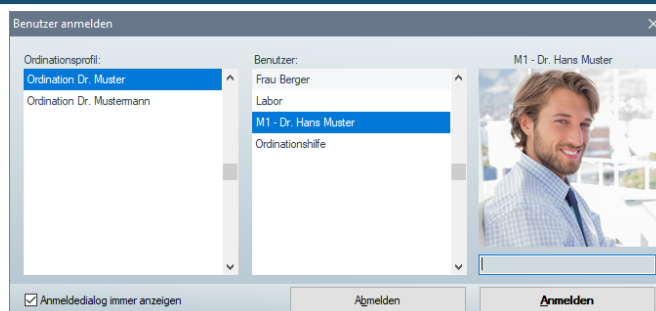 Benutzer anmelden
Ordinationsprofil:
Ordination Dr. Muster
Ordination Dr. Mustermann
Benutzer:
Frau Berger
Labor
M1 - Dr. Hans Muster
Ordinationshilfe
M1 - Dr. Hans Muster
Anmeldedialog immer anzeigen
Abmelden
Anmelden